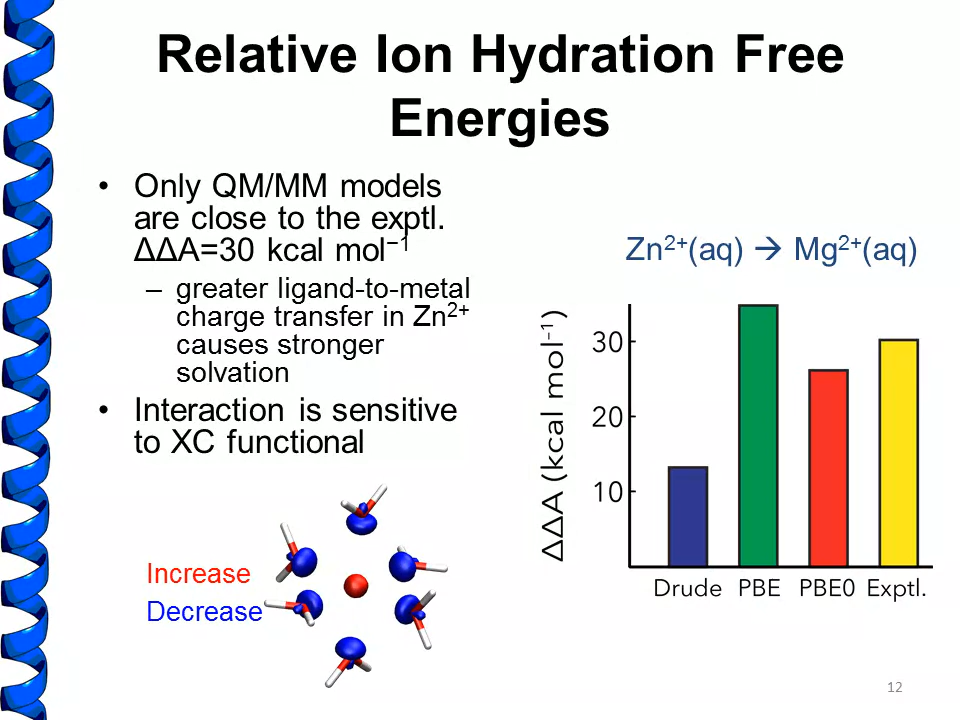 Relative Ion Hydration Free
Energies
• Only QM/MM models
are close to the exptl.
ΔΔA=30 kcal mol⁻¹
– greater ligand-to-metal
charge transfer in Zn²⁺
causes stronger
solvation
• Interaction is sensitive
to XC functional
Increase
Decrease
Zn²⁺(aq) → Mg²⁺(aq)
ΔΔA (kcal mol⁻¹)
30
20
10
Drude PBE PBE0 Exptl.
12